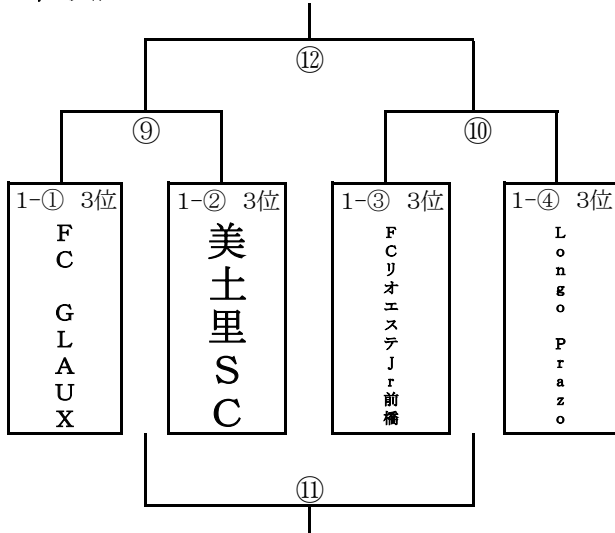 ⑫
⑨
⑩
1-① 3位
1-② 3位
1-③ 3位
1-④ 3位
FC GLAUX
美土里SC
FCリオエステJr前橋
Longo Prazo
⑪